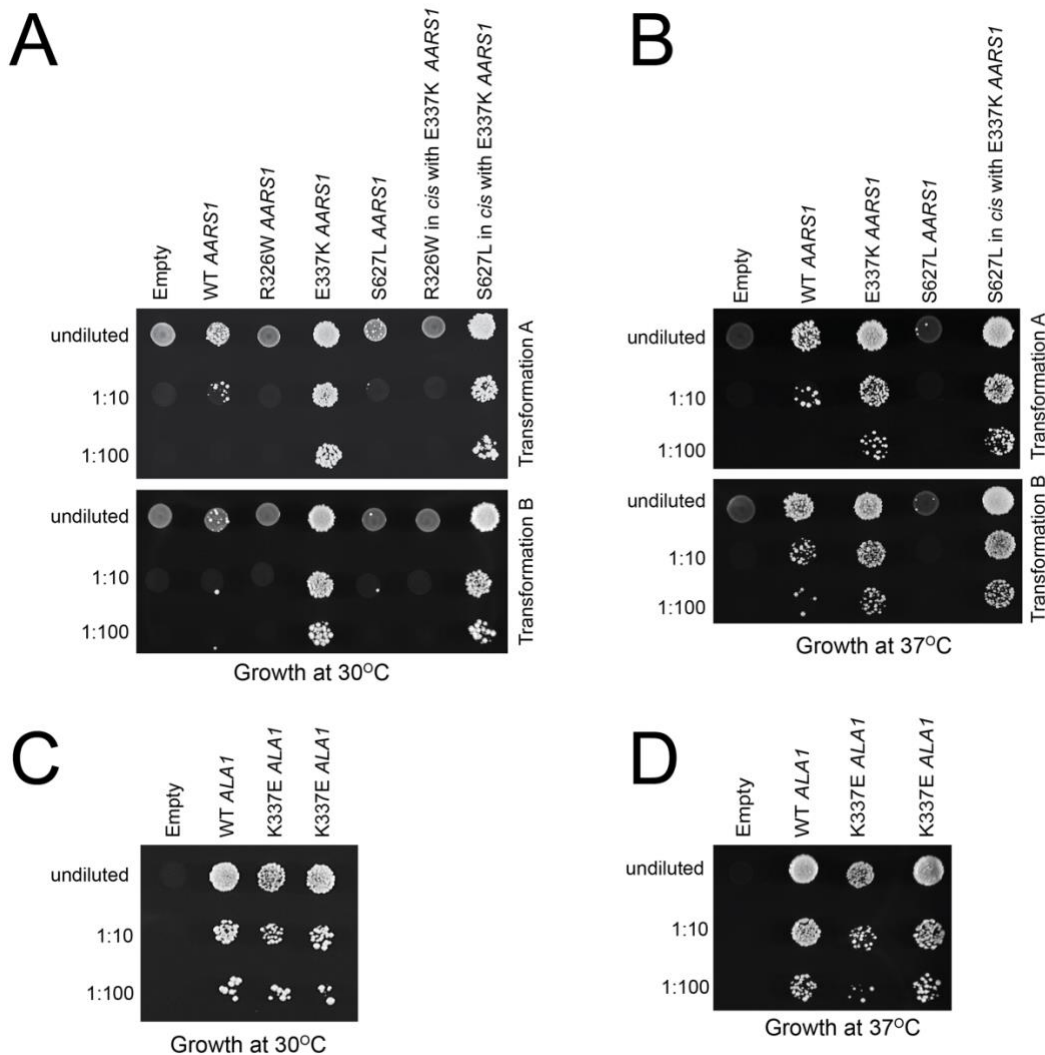 A
Empty
WT AARS1
R326W AARS1
E337K AARS1
S627L AARS1
R326W in cis with E337K AARS1
S627L in cis with E337K AARS1
undiluted
1:10
1:100
Transformation A
undiluted
1:10
1:100
Transformation B
Growth at 30°C
B
Empty
WT AARS1
E337K AARS1
S627L AARS1
S627L in cis with E337K AARS1
undiluted
1:10
1:100
Transformation A
undiluted
1:10
1:100
Transformation B
Growth at 37°C
C
Empty
WT ALA1
K337E ALA1
K337E ALA1
undiluted
1:10
1:100
Growth at 30°C
D
Empty
WT ALA1
K337E ALA1
K337E ALA1
undiluted
1:10
1:100
Growth at 37°C